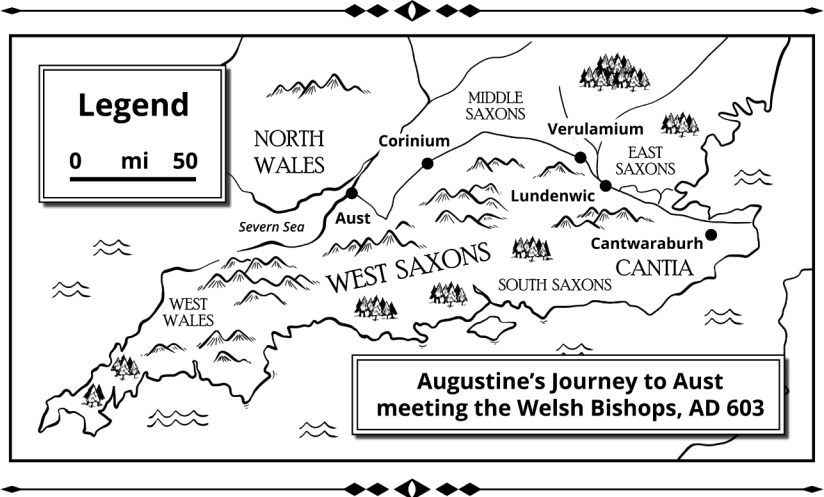 Legend
0 mi 50
NORTH
WALES
MIDDLE
SAXONS
Corinium
Verulamium
EAST
SAXONS
Lundenwic
Aust
Severn Sea
Cantwaraburh
CANTIA
WEST SAXONS
SOUTH SAXONS
WEST
WALES
Augustine’s Journey to Aust
meeting the Welsh Bishops, AD 603